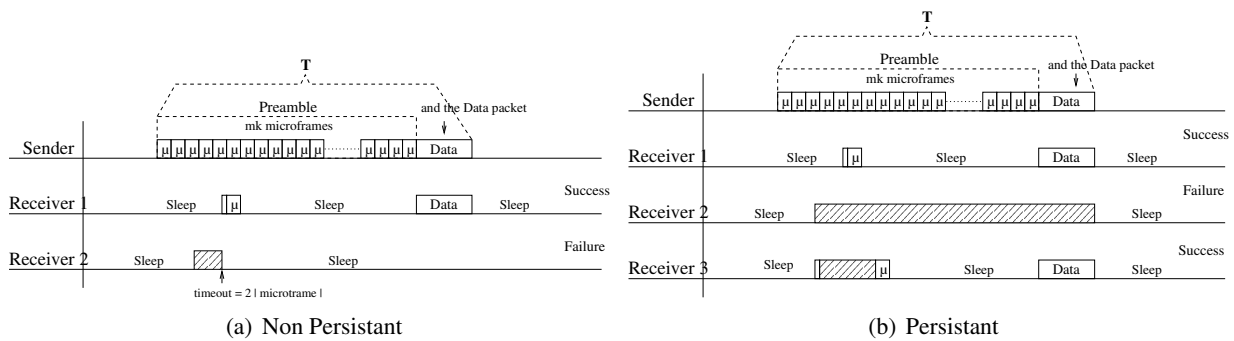 T
Preamble
and the Data packet
mk microframes
Sender
μ μ μ μ μ μ μ μ μ μ μ μ μ μ μ μ Data
Success
Receiver 1
Sleep μ Sleep Data Sleep
Failure
Receiver 2
Sleep Sleep
timeout = 2 | microtrame |
(a) Non Persistant
T
and the Data packet
Preamble
mk microframes
Sender
μ μ μ μ μ μ μ μ μ μ μ μ μ μ μ μ Data
Success
Receiver 1
Sleep μ Sleep Data Sleep
Failure
Receiver 2
Sleep Sleep
Success
Receiver 3
Sleep μ Sleep Data Sleep
(b) Persistant